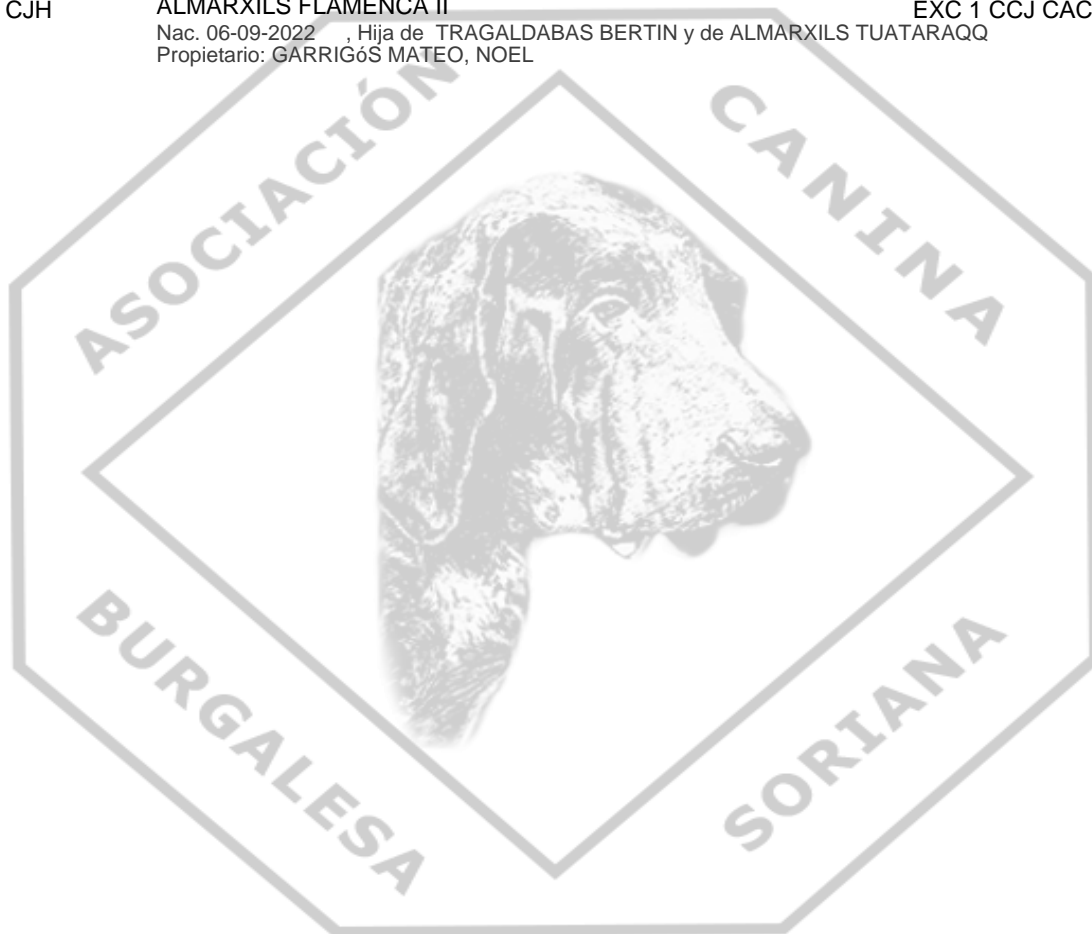 CJH ALMARXILS FLAMENCA II EXC 1 CCJ CAC
Nac. 06-09-2022 , Hija de TRAGALDABAS BERTIN y de ALMARXILS TUATARAQQ
Propietario: GARRIGóS MATEO, NOEL
ASOCIACIÓN
CANINA
BURGALESA
SORIANA